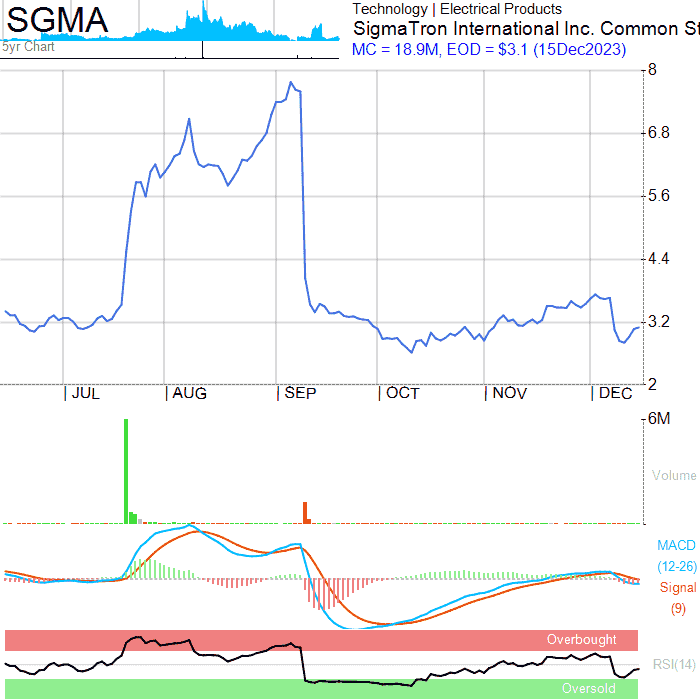 SGMA
5yr Chart
Technology | Electrical Products
SigmaTron International Inc. Common St
MC = 18.9M, EOD = $3.1 (15Dec2023)
8
6.8
5.6
4.4
3.2
2
| JUL | AUG | SEP | OCT | NOV | DEC
6M
Volume
MACD
(12-26)
Signal
(9)
Overbought
RSI(14)
Oversold